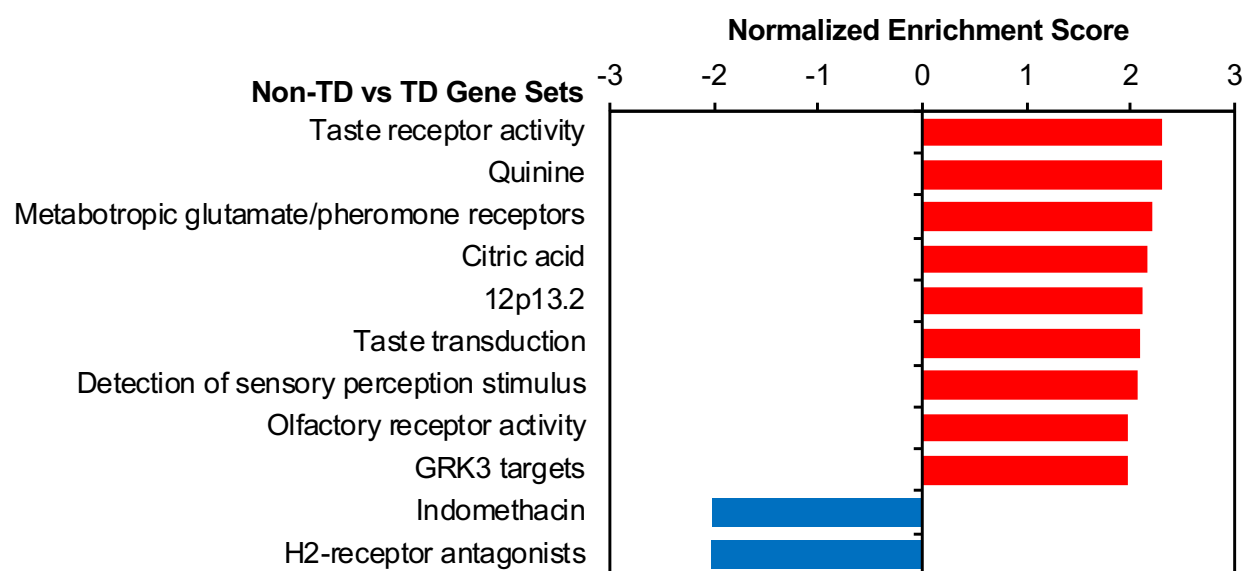 Normalized Enrichment Score
-3 -2 -1 0 1 2 3
Non-TD vs TD Gene Sets
Taste receptor activity
Quinine
Metabotropic glutamate/pheromone receptors
Citric acid
12p13.2
Taste transduction
Detection of sensory perception stimulus
Olfactory receptor activity
GRK3 targets
Indomethacin
H2-receptor antagonists